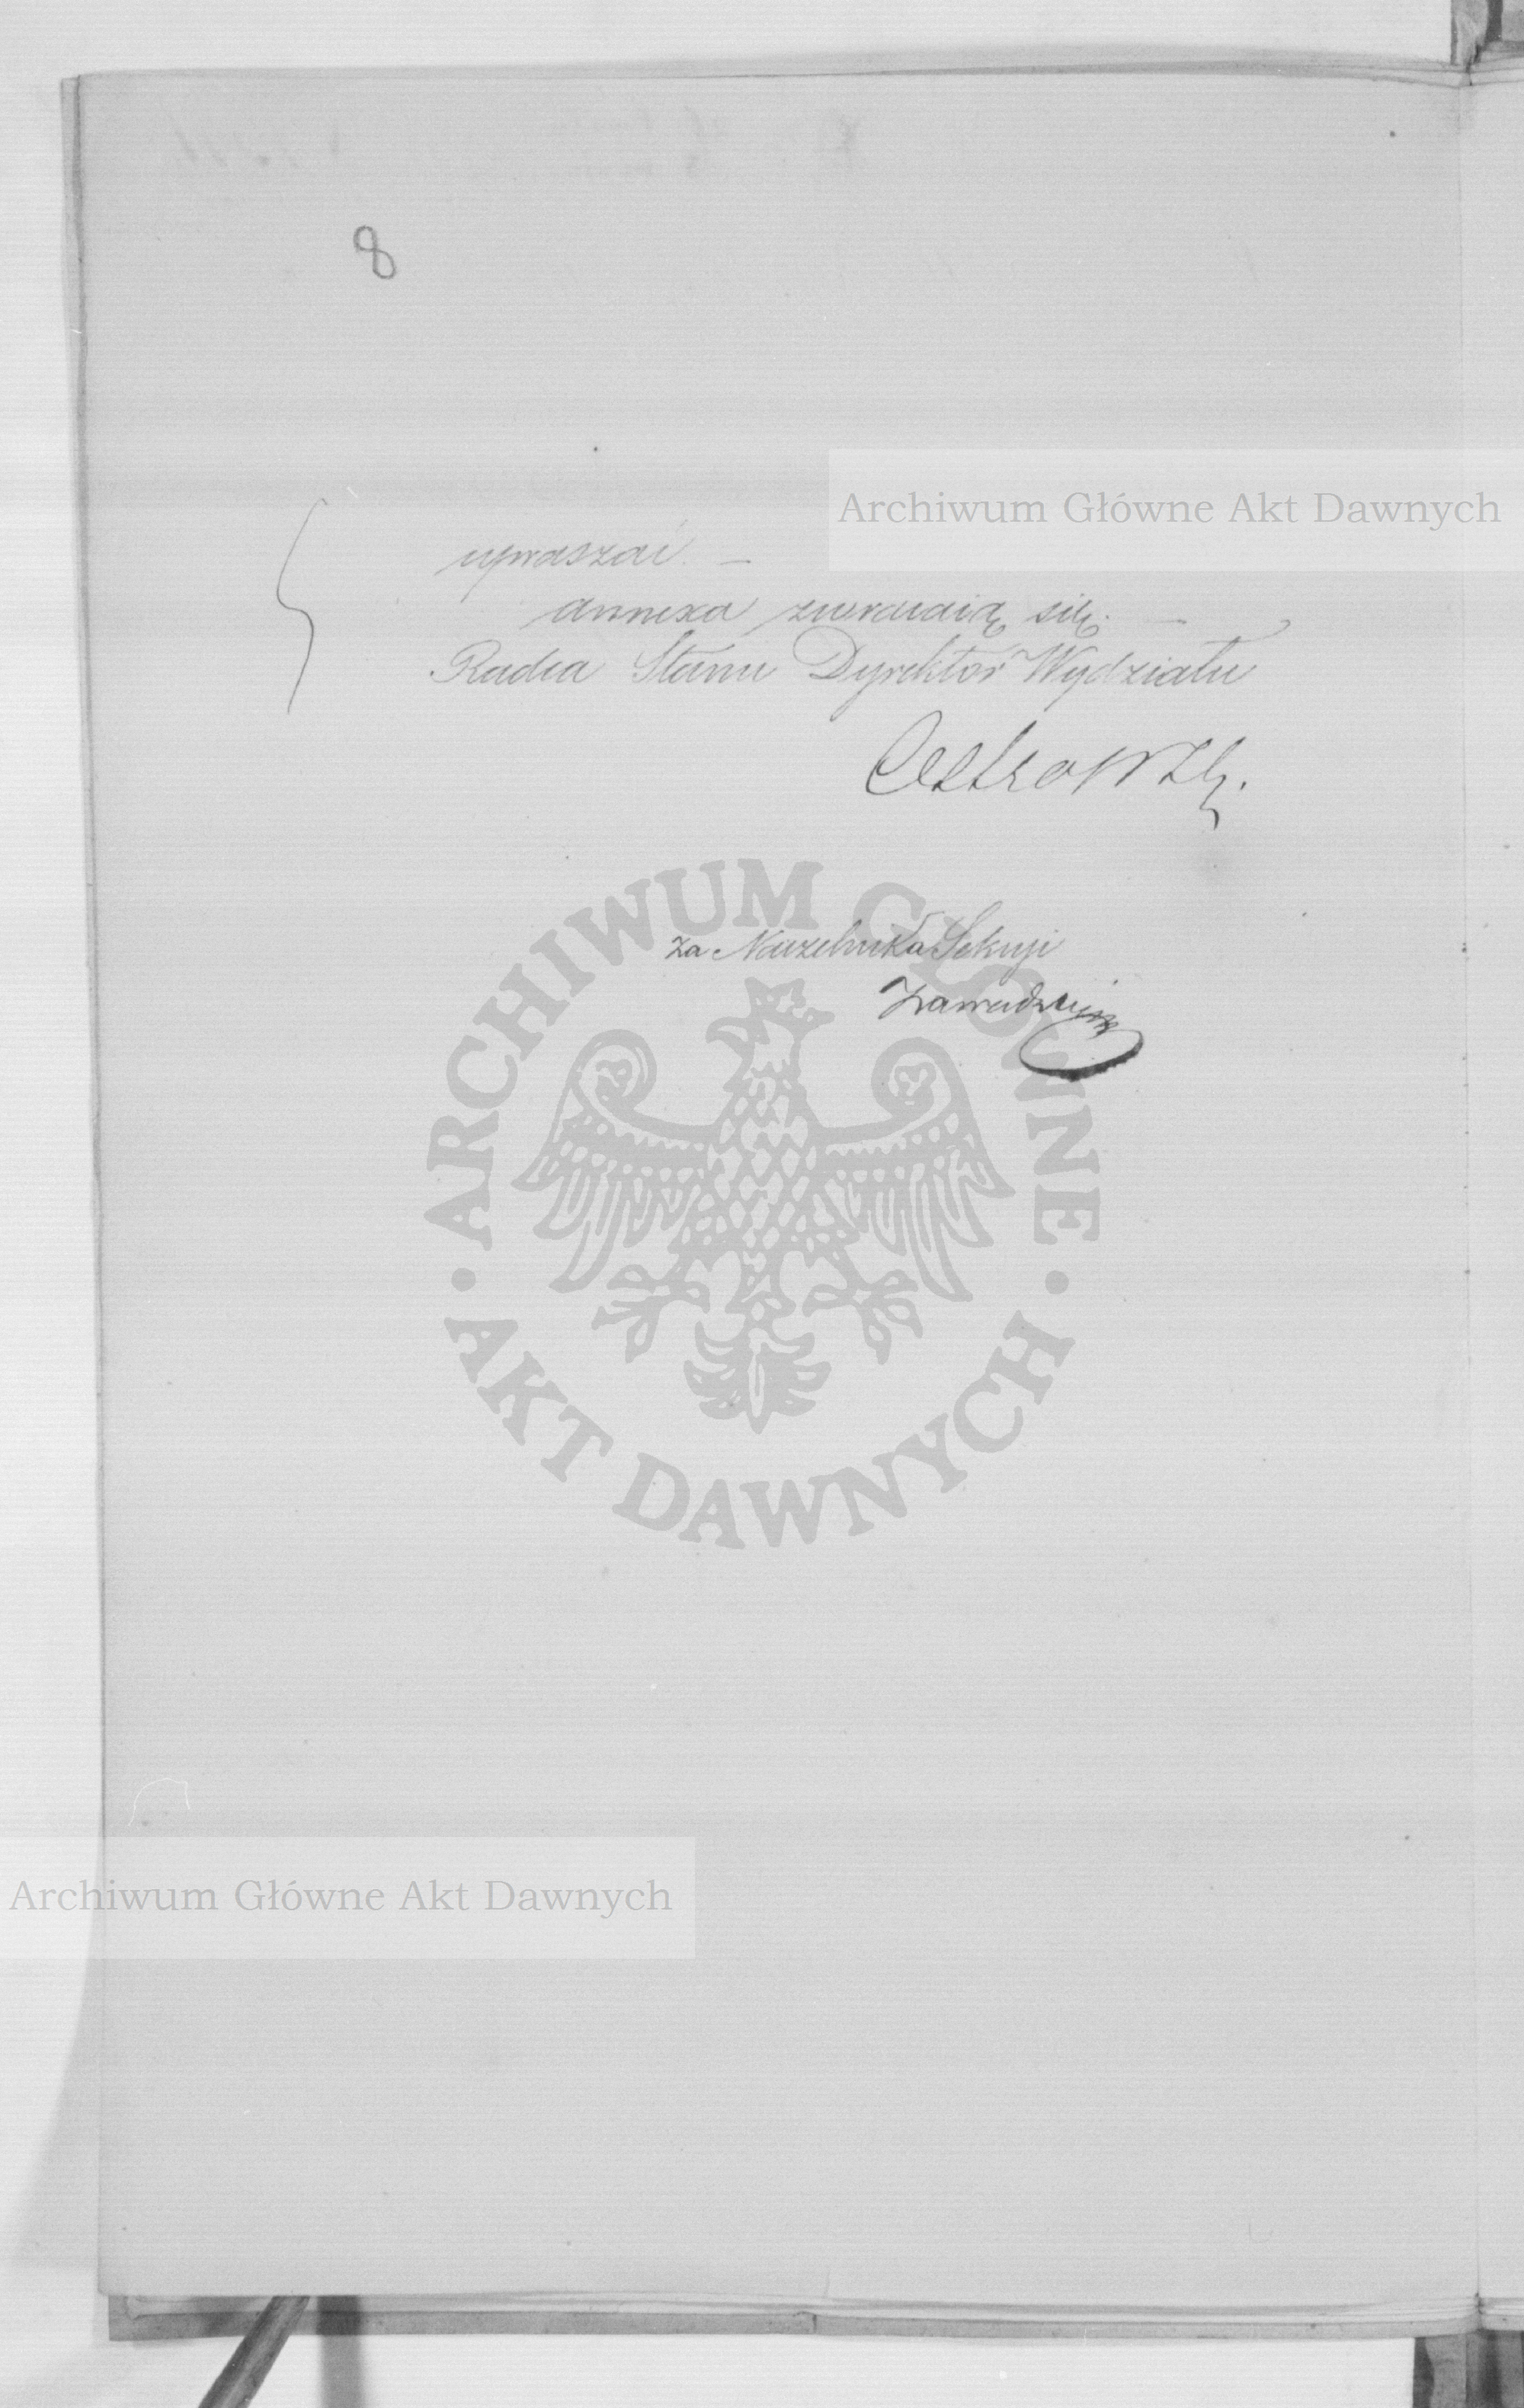 8
Archiwum Główne Akt Dawnych
upraszać. —
annexa zwracaią się. —
Radca Stanu Dyrektor Wydziału
za Naczelnika Sekcyi
ARCHIWUM GŁÓWNE
· AKT DAWNYCH ·
Archiwum Główne Akt Dawnych